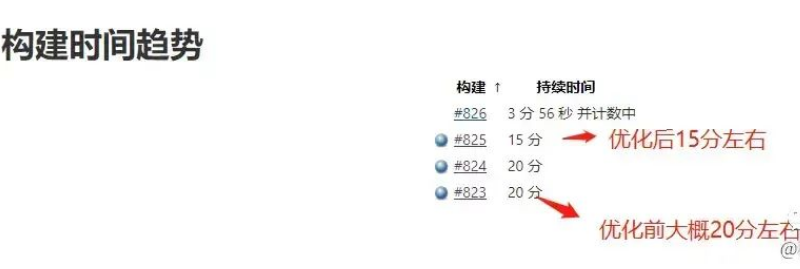 构建时间趋势
构建 ↑ 持续时间
#826 3 分 56 秒 并计数中
#825 15 分 优化后15分左右
#824 20 分
#823 20 分
优化前大概20分左右
@